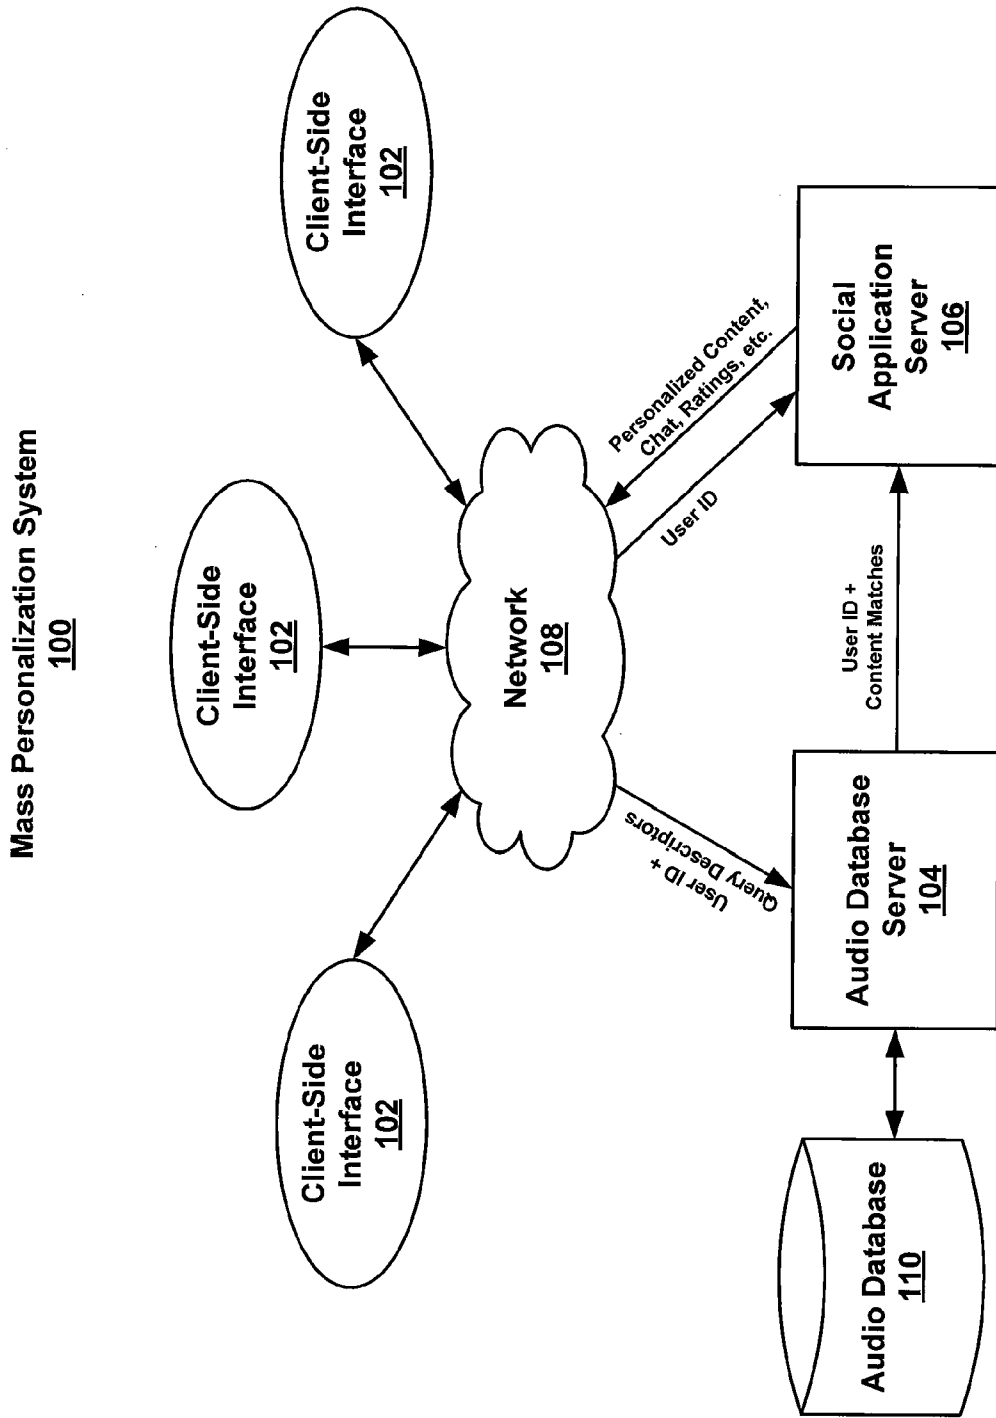 Mass Personalization System
100
Client-Side
Interface
102
Client-Side
Interface
102
Client-Side
Interface
102
Network
108
User ID +
Query Descriptors
User ID
Personalized Content,
Chat, Ratings, etc.
Audio Database
110
Audio Database
Server
104
User ID +
Content Matches
Social
Application
Server
106